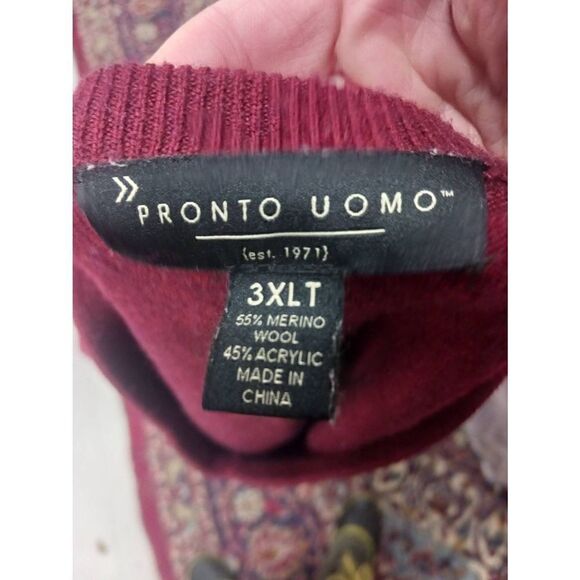 PRONTO UOMO™
{est. 1971}
3XLT
55% MERINO
WOOL
45% ACRYLIC
MADE IN
CHINA